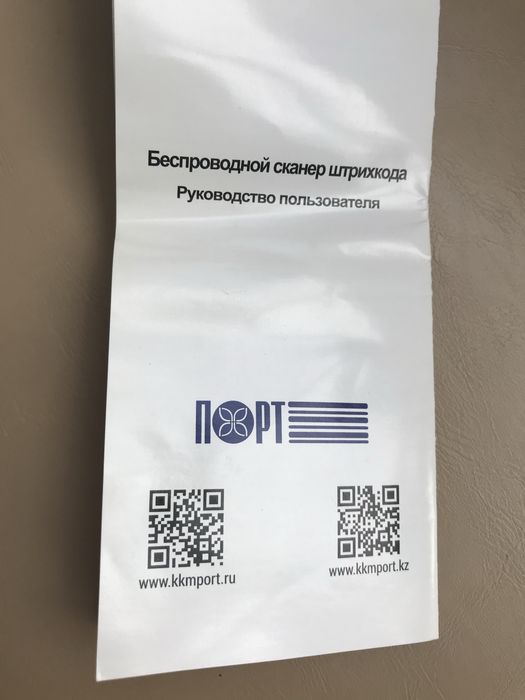 Беспроводной сканер штрихкода
Руководство пользователя
ПОРТ
www.kkmport.ru
www.kkmport.kz